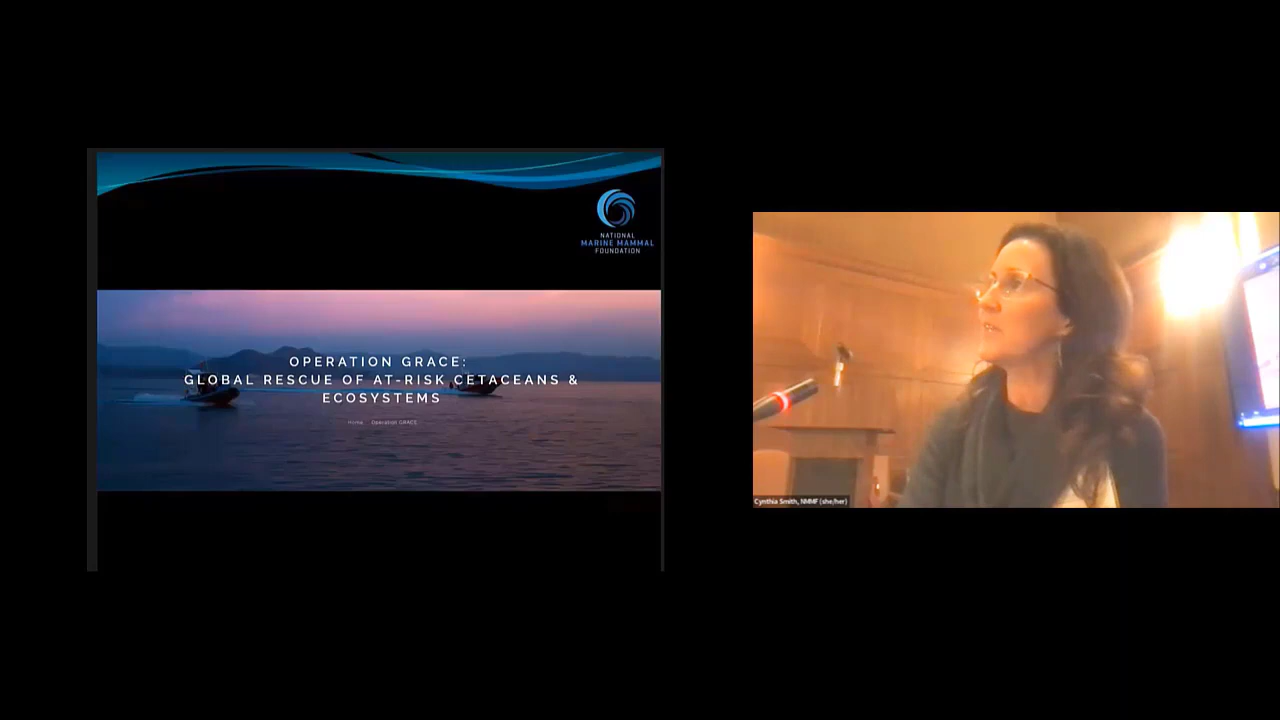 NATIONAL
MARINE MAMMAL
FOUNDATION
OPERATION GRACE:
GLOBAL RESCUE OF AT-RISK CETACEANS &
ECOSYSTEMS
Home Operation GRACE
Cynthia Smith, NMMF (she/her)